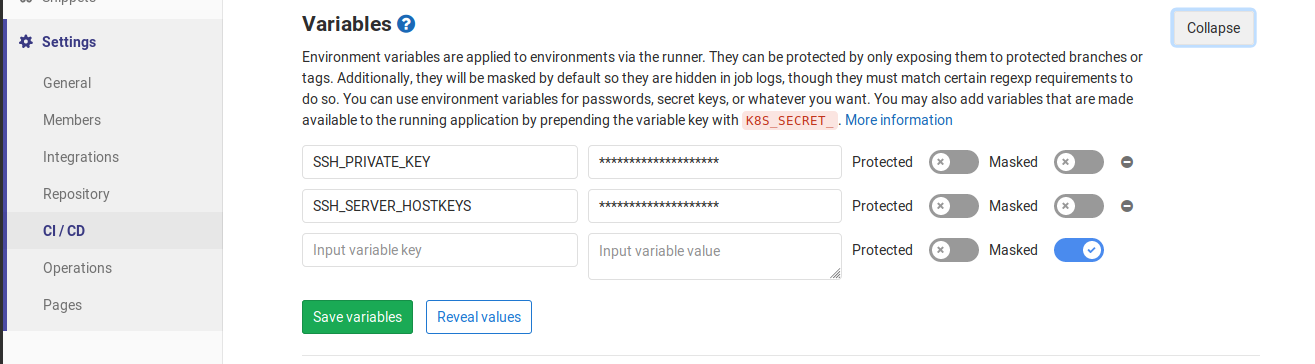 Variables ?
Collapse
Settings
General
Members
Integrations
Repository
CI / CD
Operations
Pages
Environment variables are applied to environments via the runner. They can be protected by only exposing them to protected branches or
tags. Additionally, they will be masked by default so they are hidden in job logs, though they must match certain regexp requirements to
do so. You can use environment variables for passwords, secret keys, or whatever you want. You may also add variables that are made
available to the running application by prepending the variable key with K8S_SECRET_ . More information
SSH_PRIVATE_KEY ******************** Protected Masked
SSH_SERVER_HOSTKEYS ******************** Protected Masked
Input variable key Input variable value Protected Masked
Save variables Reveal values